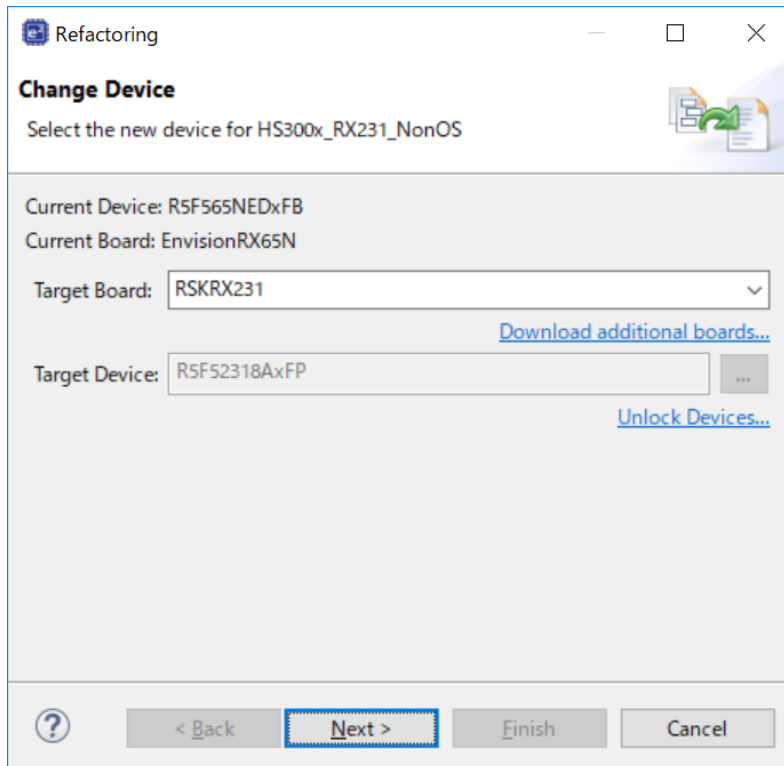 Refactoring
Change Device
Select the new device for HS300x_RX231_NonOS
Current Device: R5F565NEDxFB
Current Board: EnvisionRX65N
Target Board: RSKRX231
Download additional boards...
Target Device: R5F52318AxFP ...
Unlock Devices...
? < Back Next > Finish Cancel